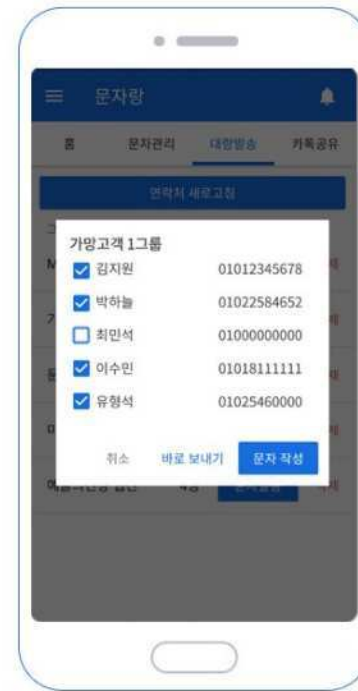 문자랑
홈 문자관리 대량발송 카톡공유
연락처 새로고침
가망고객 1그룹
김지원 01012345678
박하늘 01022584652
최민석 01000000000
이수민 01018111111
유형석 01025460000
취소 바로 보내기 문자 작성